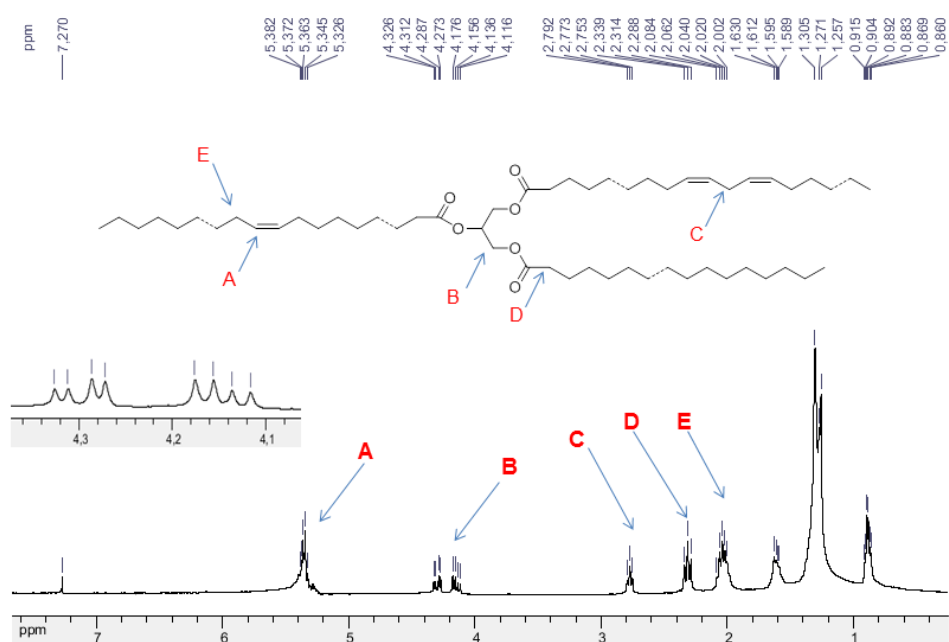 ppm
7,270
5,382
5,372
5,363
5,345
5,326
4,326
4,312
4,287
4,273
4,176
4,156
4,136
4,116
2,792
2,773
2,753
2,339
2,314
2,288
2,084
2,062
2,040
2,020
2,002
1,630
1,612
1,595
1,589
1,305
1,271
1,257
0,915
0,904
0,892
0,883
0,869
0,860
E
O
O
O
O
O
O
A
B
C
D
4,3 4,2 4,1
A
B
C
D
E
ppm 7 6 5 4 3 2 1